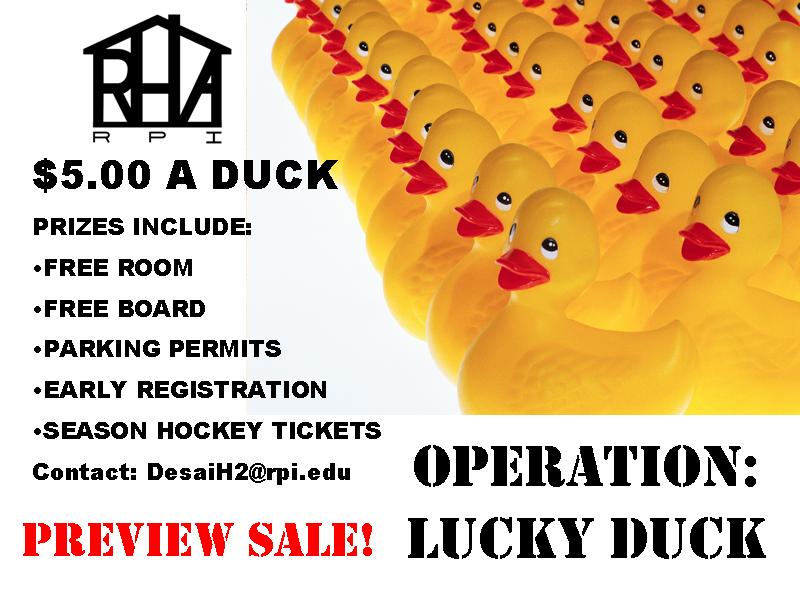 RHA
RPI
$5.00 A DUCK
PRIZES INCLUDE:
•FREE ROOM
•FREE BOARD
•PARKING PERMITS
•EARLY REGISTRATION
•SEASON HOCKEY TICKETS
Contact: DesaiH2@rpi.edu
PREVIEW SALE!
OPERATION:
LUCKY DUCK